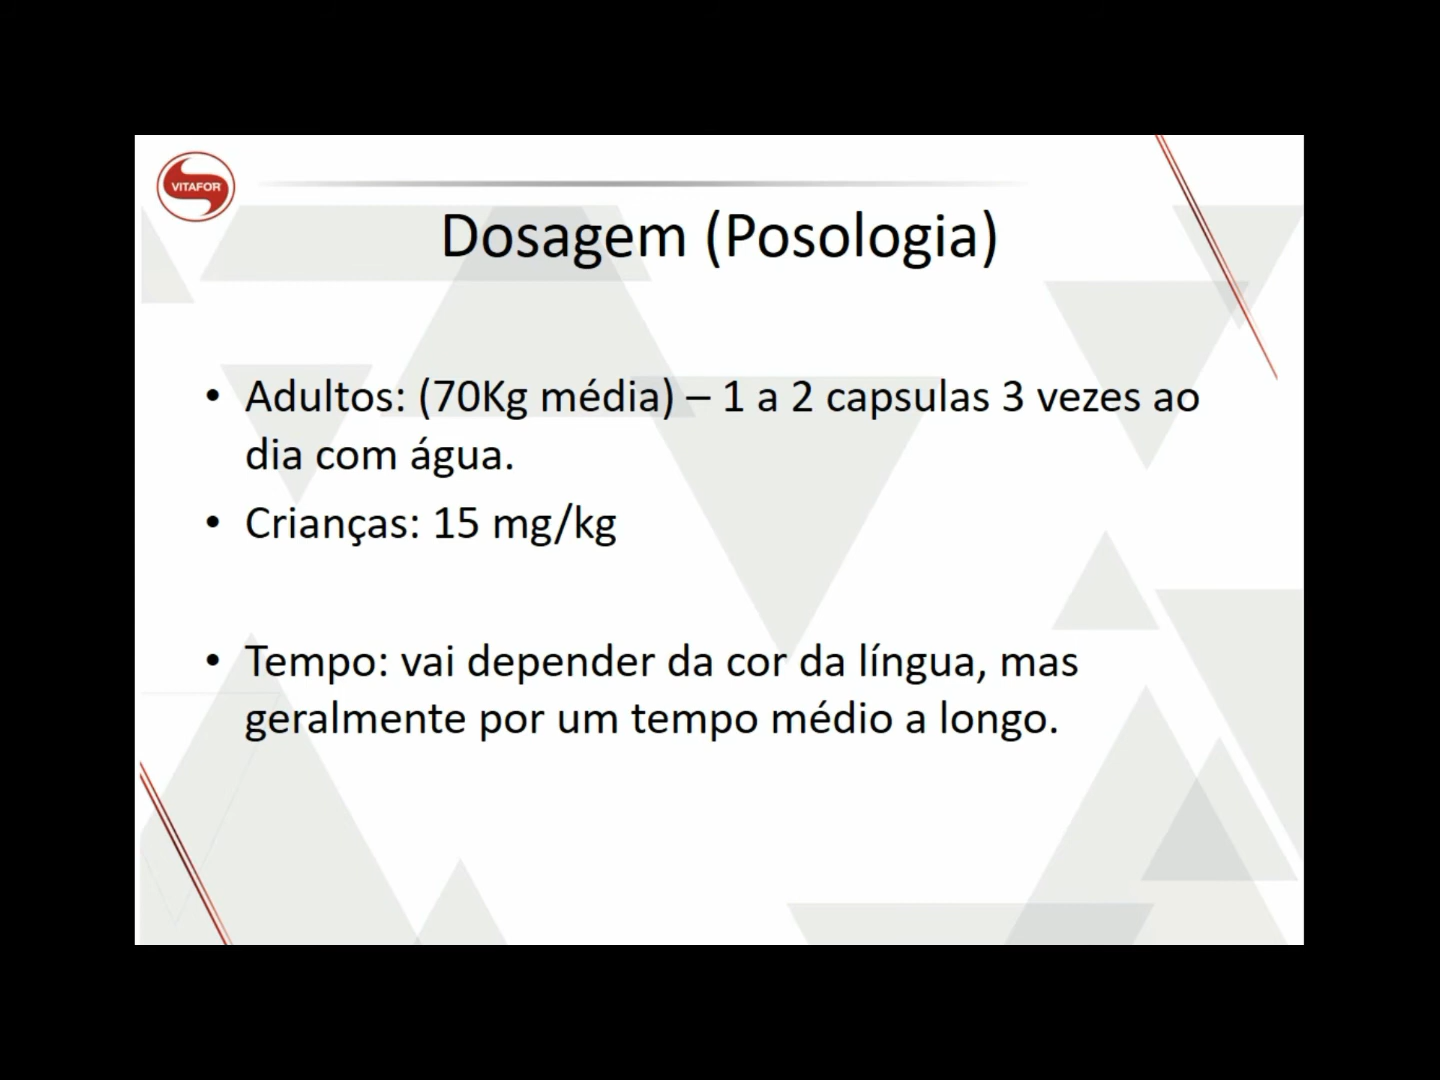 VITAFOR
Dosagem (Posologia)
• Adultos: (70Kg média) – 1 a 2 capsulas 3 vezes ao
dia com água.
• Crianças: 15 mg/kg
• Tempo: vai depender da cor da língua, mas
geralmente por um tempo médio a longo.